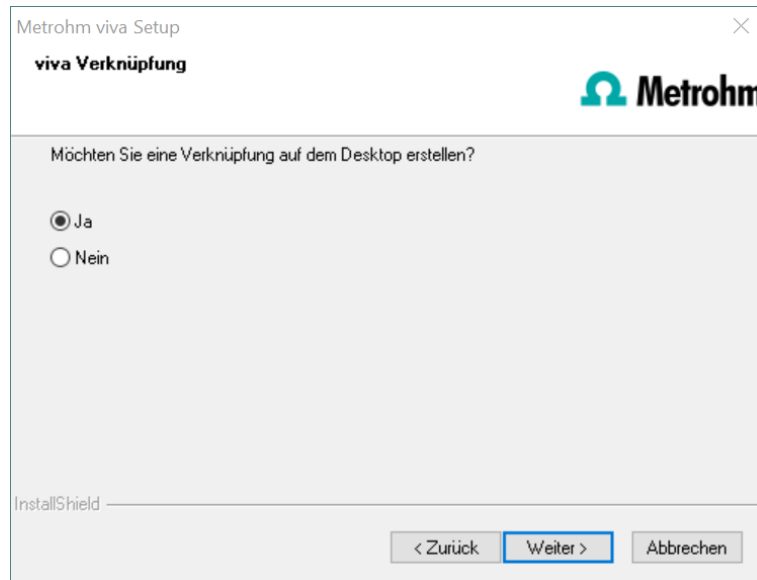 Metrohm viva Setup
viva Verknüpfung
Metrohm
Möchten Sie eine Verknüpfung auf dem Desktop erstellen?
Ja
Nein
InstallShield
< Zurück
Weiter >
Abbrechen